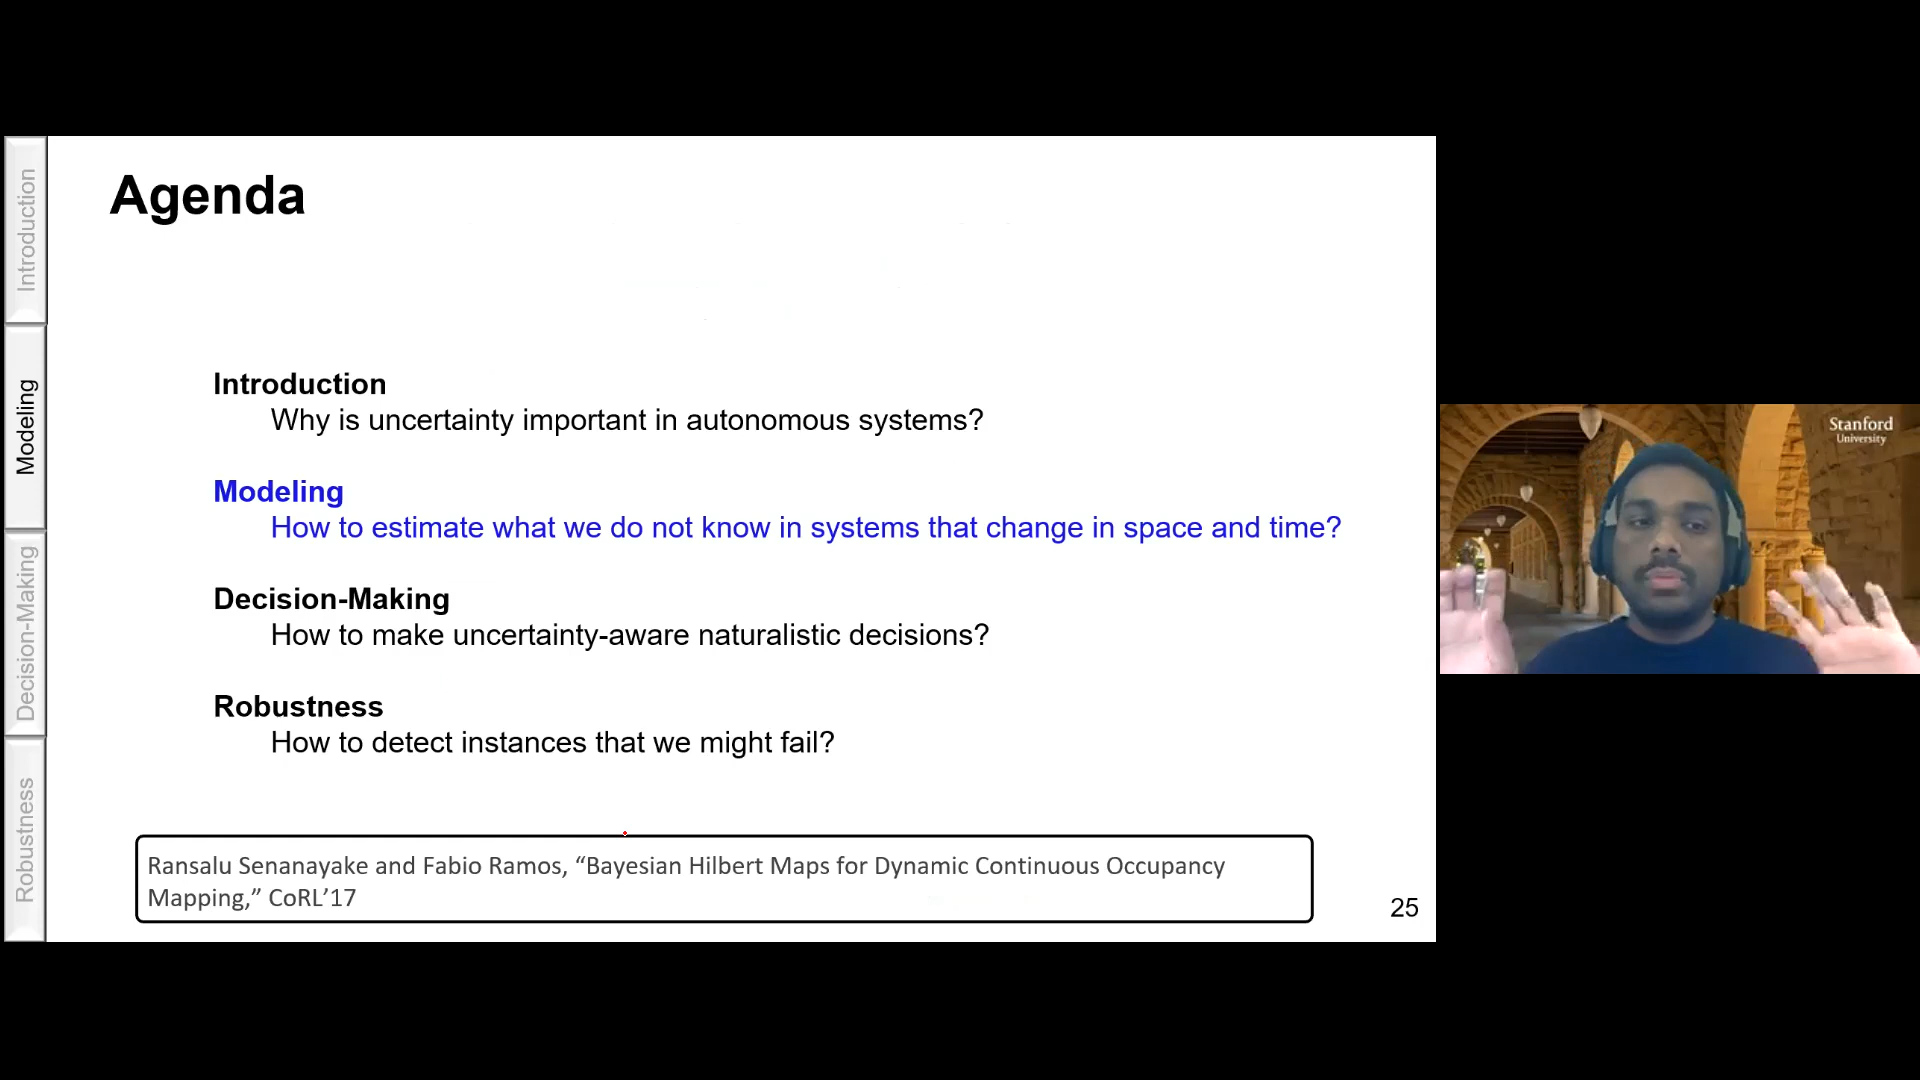 Agenda
Introduction
Modeling
Decision-Making
Robustness
Introduction
Why is uncertainty important in autonomous systems?
Modeling
How to estimate what we do not know in systems that change in space and time?
Decision-Making
How to make uncertainty-aware naturalistic decisions?
Robustness
How to detect instances that we might fail?
Ransalu Senanayake and Fabio Ramos, “Bayesian Hilbert Maps for Dynamic Continuous Occupancy
Mapping,” CoRL’17
25
Stanford
University